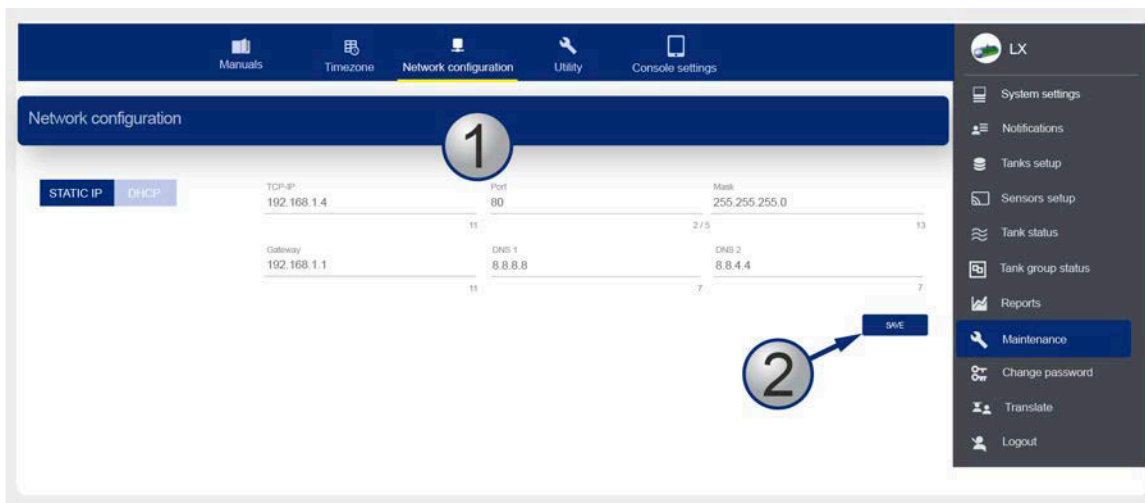 Manuals
Timezone
Network configuration
Utility
Console settings
LX
System settings
Notifications
Tanks setup
Sensors setup
Tank status
Tank group status
Reports
Maintenance
Change password
Translate
Logout
Network configuration
1
STATIC IP DHCP
TCP-IP Port Mask
192.168.1.4 80 255.255.255.0
11 2 / 5 13
Gateway DNS 1 DNS 2
192.168.1.1 8.8.8.8 8.8.4.4
11 7 7
SAVE
2